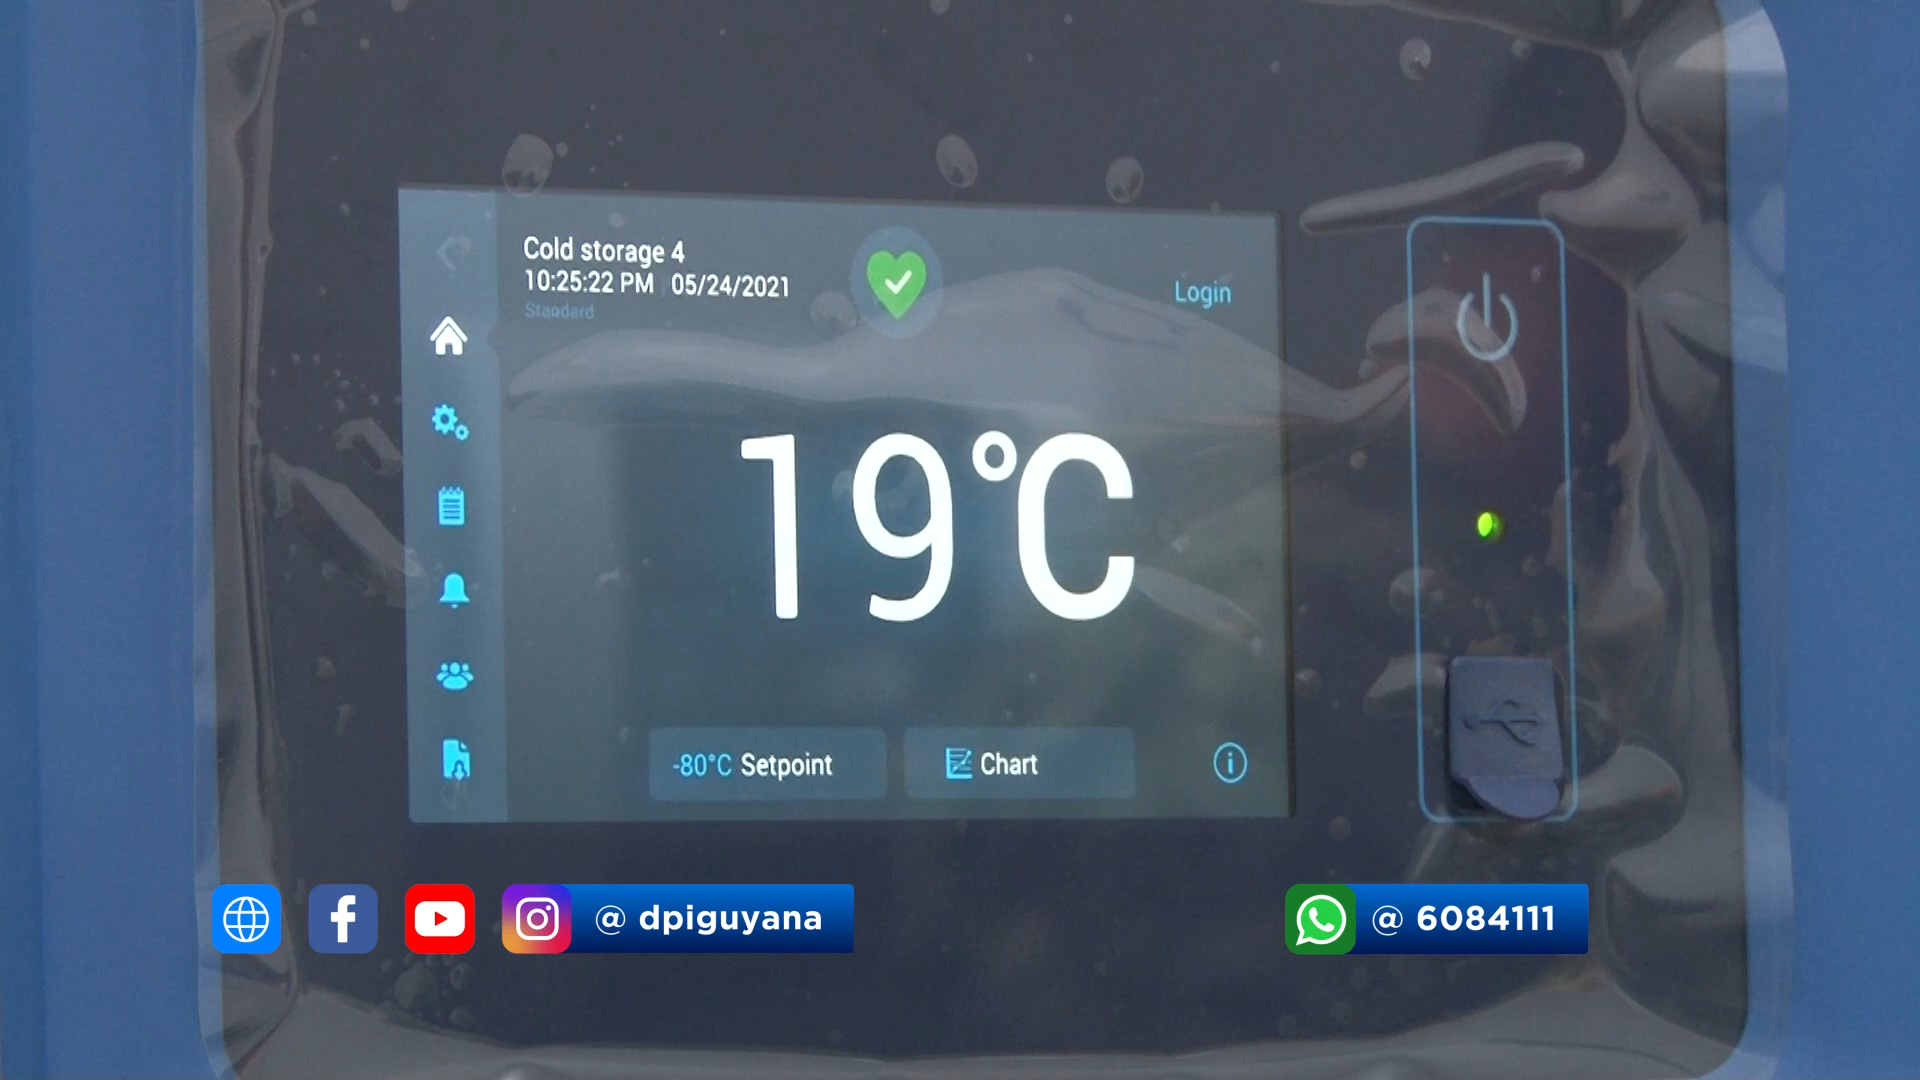 Cold storage 4
10:25:22 PM 05/24/2021
Standard
Login
19°C
-80°C Setpoint
Chart
@ dpiguyana
@ 6084111